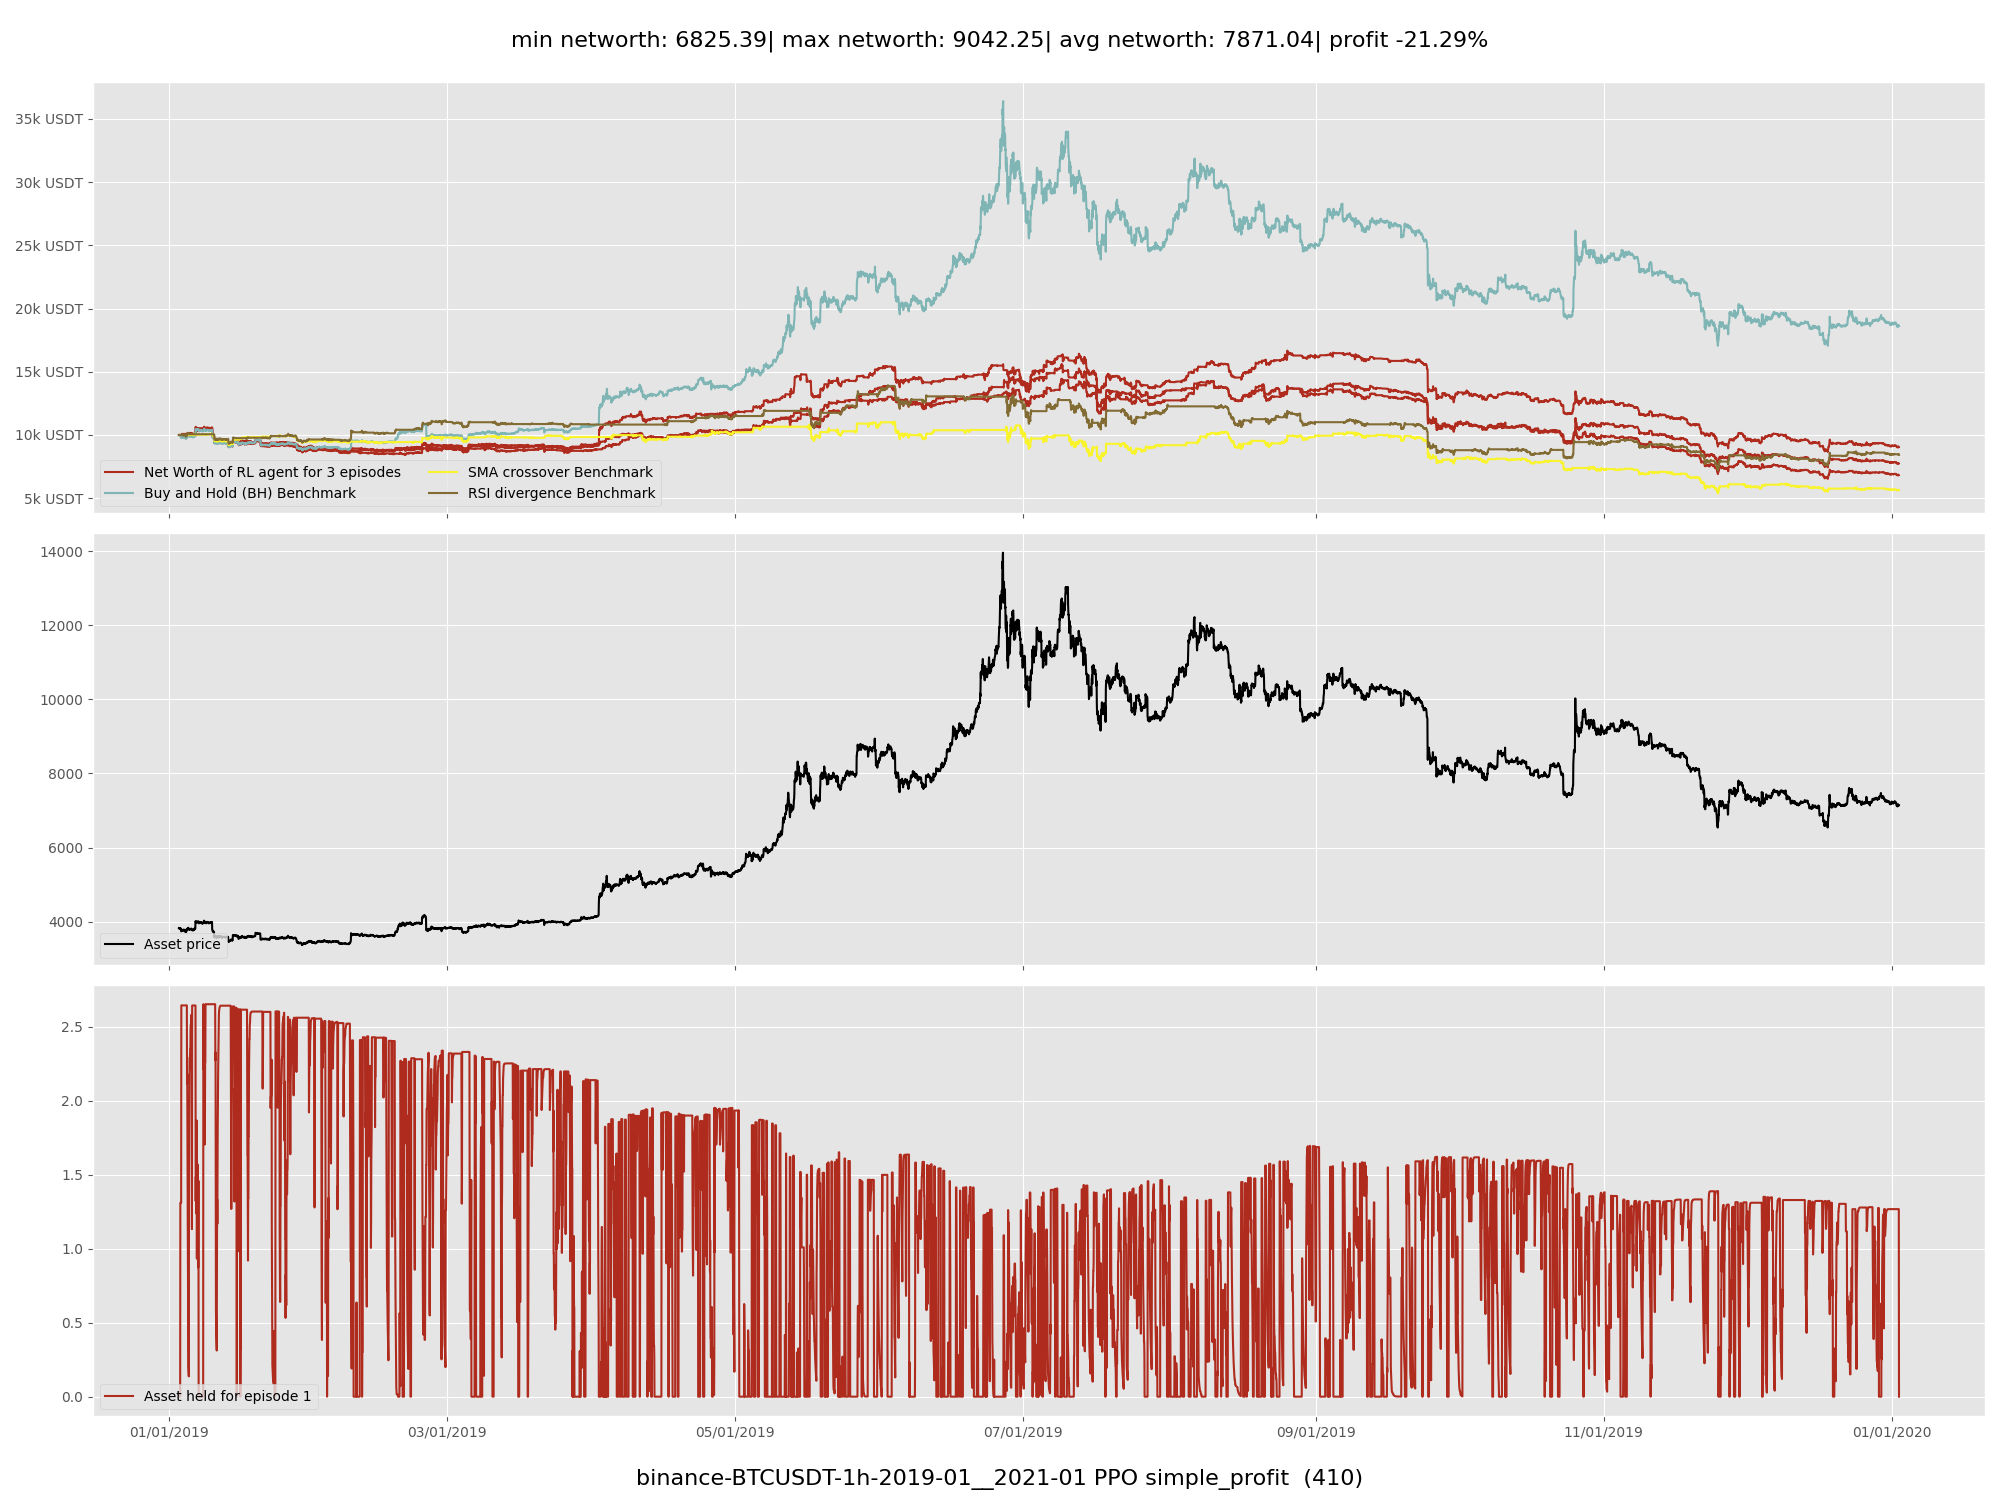 min networth: 6825.39| max networth: 9042.25| avg networth: 7871.04| profit -21.29%
35k USDT
30k USDT
25k USDT
20k USDT
15k USDT
10k USDT
5k USDT
Net Worth of RL agent for 3 episodes
Buy and Hold (BH) Benchmark
SMA crossover Benchmark
RSI divergence Benchmark
14000
12000
10000
8000
6000
4000
Asset price
2.5
2.0
1.5
1.0
0.5
0.0
Asset held for episode 1
01/01/2019 03/01/2019 05/01/2019 07/01/2019 09/01/2019 11/01/2019 01/01/2020
binance-BTCUSDT-1h-2019-01__2021-01 PPO simple_profit (410)